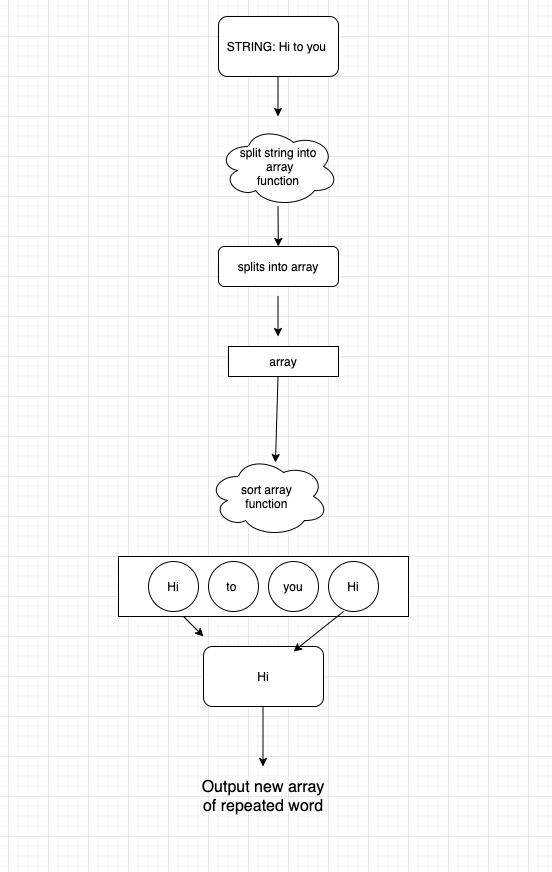 STRING: Hi to you
split string into
array
function
splits into array
array
sort array
function
Hi to you Hi
Hi
Output new array
of repeated word